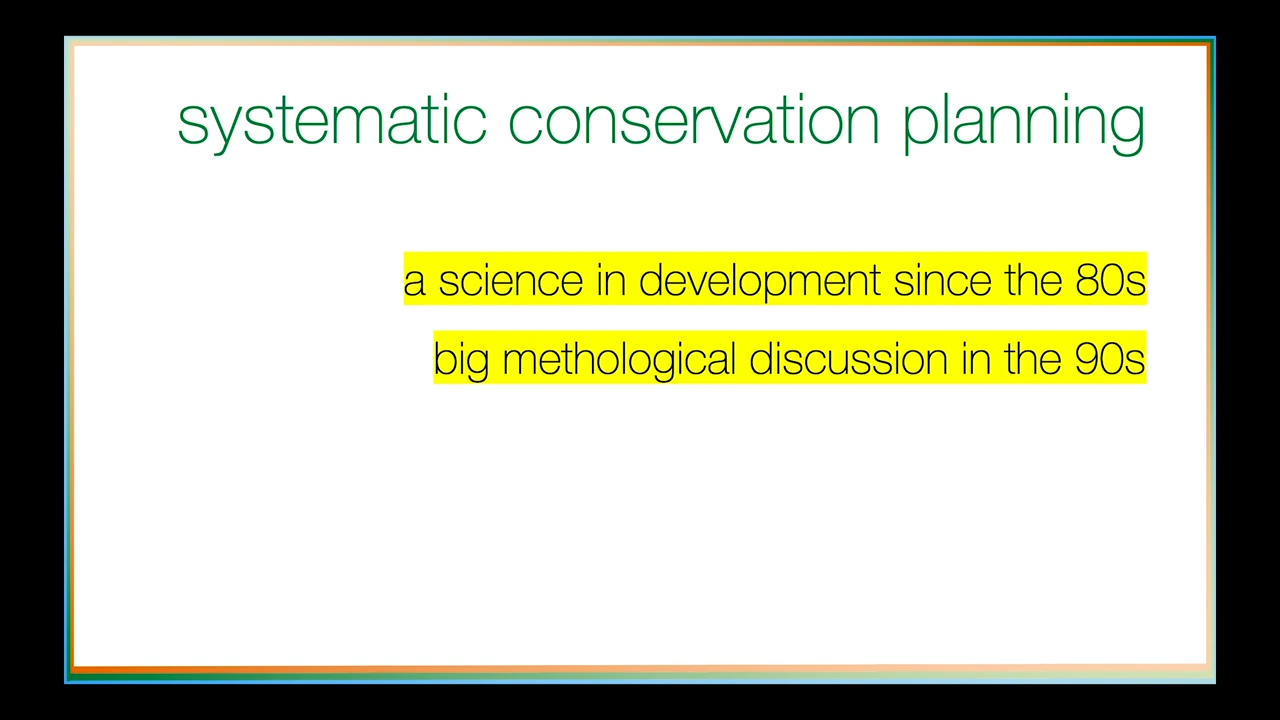 systematic conservation planning
a science in development since the 80s
big methological discussion in the 90s